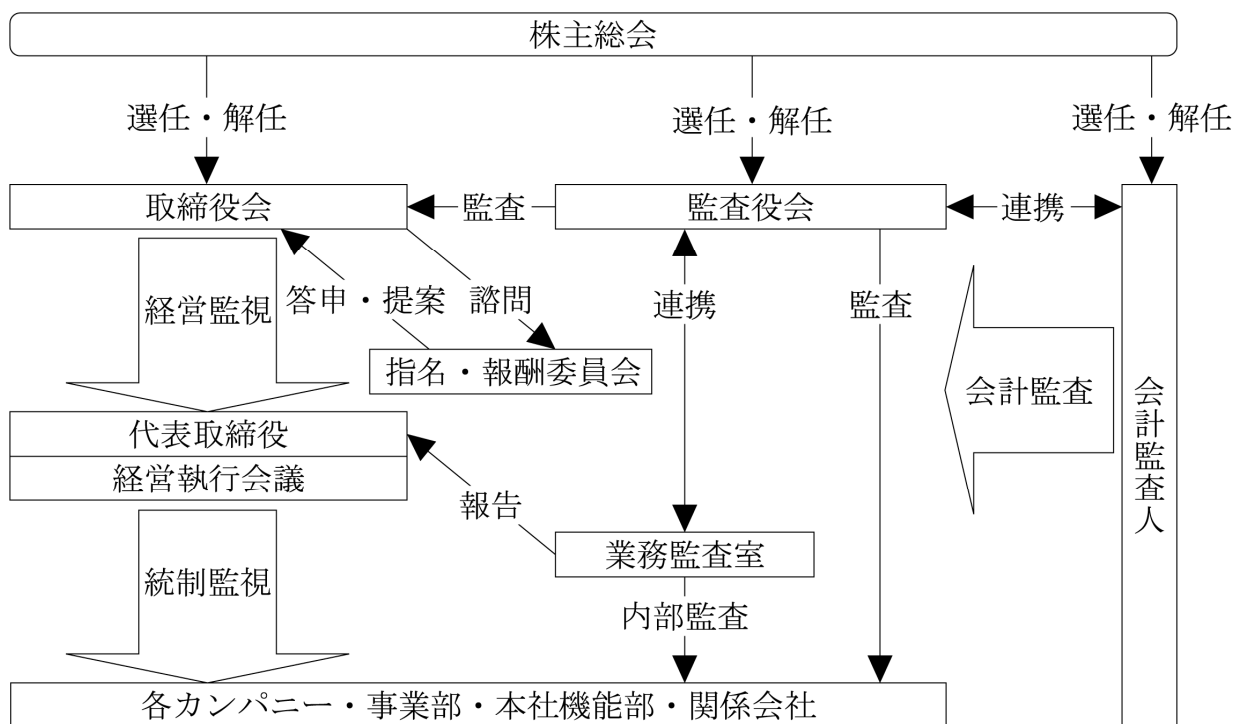 株主総会
選任・解任
選任・解任
選任・解任
取締役会
監査
監査役会
連携
経営監視
答申・提案
諮問
連携
監査
指名・報酬委員会
会計監査
会計監査人
代表取締役
経営執行会議
報告
業務監査室
統制監視
内部監査
各カンパニー・事業部・本社機能部・関係会社